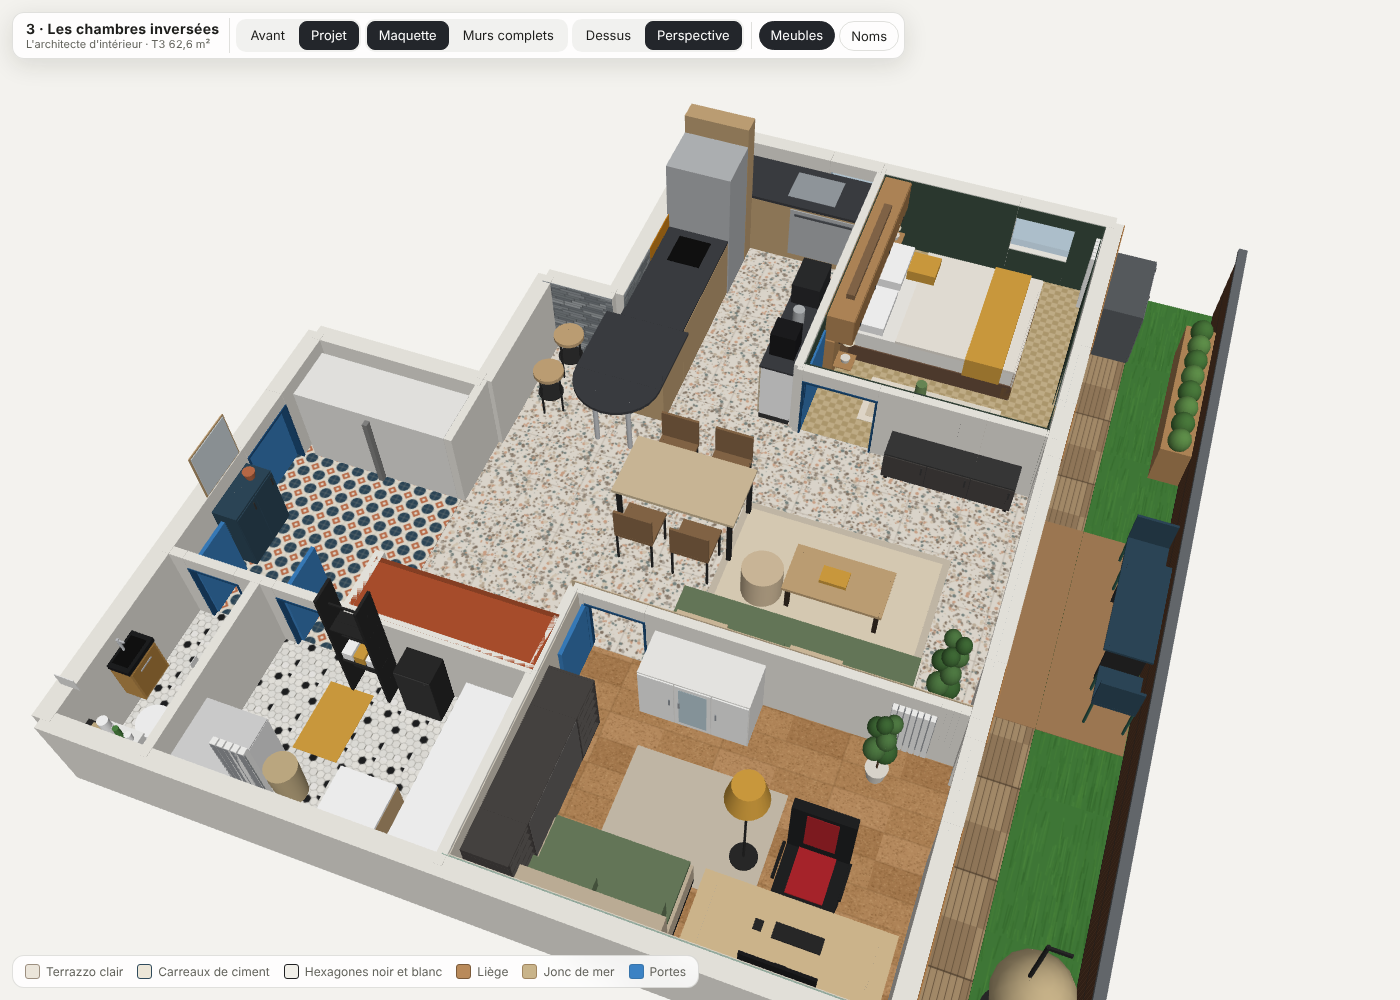 3 · Les chambres inversées
L'architecte d'intérieur · T3 62,6 m²
Avant
Projet
Maquette
Murs complets
Dessus
Perspective
Meubles
Noms
Terrazzo clair
Carreaux de ciment
Hexagones noir et blanc
Liège
Jonc de mer
Portes